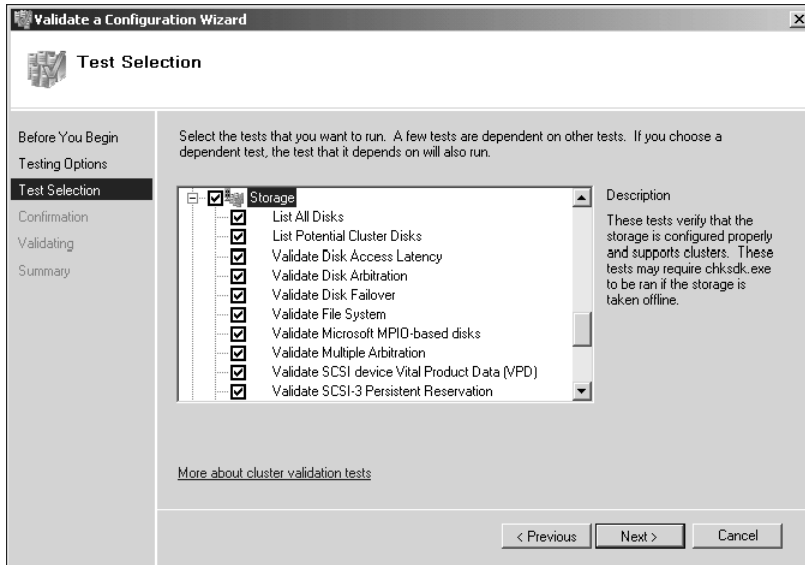 Validate a Configuration Wizard
Test Selection
Before You Begin
Testing Options
Test Selection
Confirmation
Validating
Summary
Select the tests that you want to run. A few tests are dependent on other tests. If you choose a
dependent test, the test that it depends on will also run.
Storage
List All Disks
List Potential Cluster Disks
Validate Disk Access Latency
Validate Disk Arbitration
Validate Disk Failover
Validate File System
Validate Microsoft MPIO-based disks
Validate Multiple Arbitration
Validate SCSI device Vital Product Data (VPD)
Validate SCSI-3 Persistent Reservation
Description
These tests verify that the
storage is configured properly
and supports clusters. These
tests may require chksdk.exe
to be ran if the storage is
taken offline.
More about cluster validation tests
< Previous
Next >
Cancel